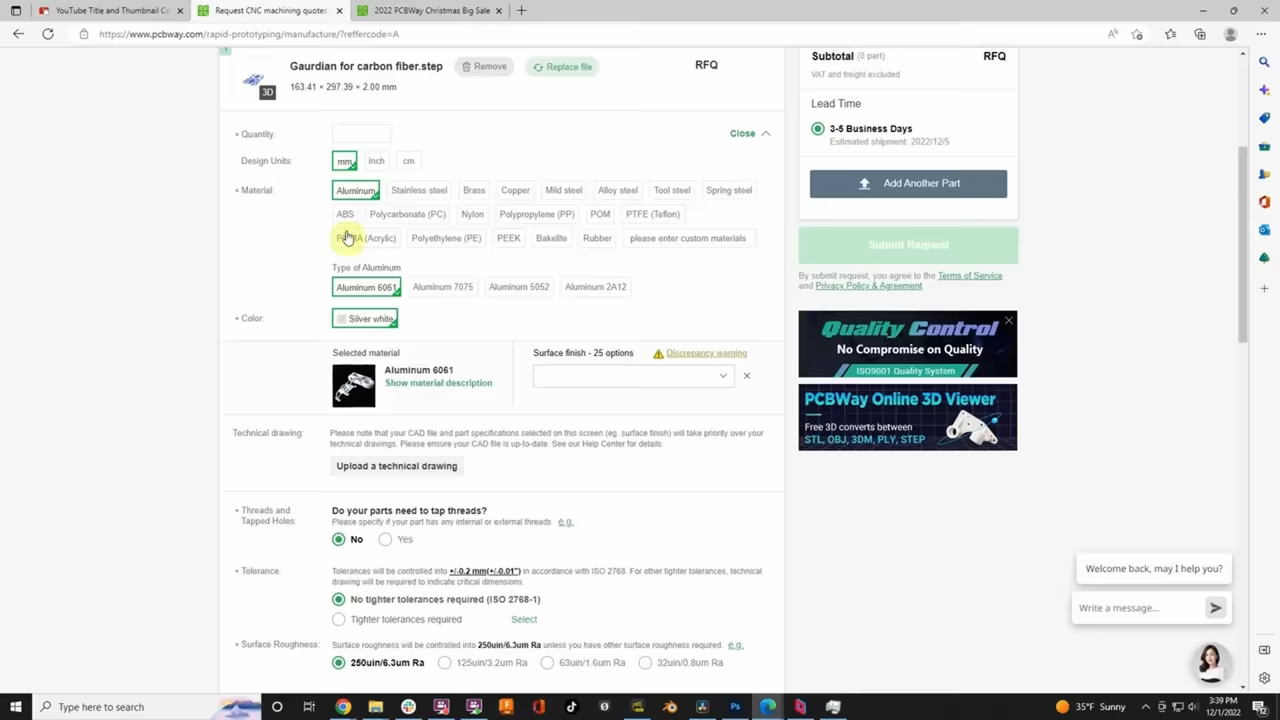 YouTube Title and Thumbnail Co
Request CNC machining quotes
2022 PCBWay Christmas Big Sale
https://www.pcbway.com/rapid-prototyping/manufacture/?reffercode=A
1
Gaurdian for carbon fiber.step
Remove
Replace file
RFQ
3D
163.41 × 297.39 × 2.00 mm
* Quantity:
Close
Design Units:
mm
inch
cm
* Material:
Aluminum
Stainless steel
Brass
Copper
Mild steel
Alloy steel
Tool steel
Spring steel
ABS
Polycarbonate (PC)
Nylon
Polypropylene (PP)
POM
PTFE (Teflon)
(Acrylic)
Polyethylene (PE)
PEEK
Bakelite
Rubber
please enter custom materials
Type of Aluminum
Aluminum 6061
Aluminum 7075
Aluminum 5052
Aluminum 2A12
* Color:
Silver white
Selected material
Aluminum 6061
Show material description
Surface finish - 25 options
Discrepancy warning
Technical drawing:
Please note that your CAD file and part specifications selected on this screen (eg. surface finish) will take priority over your
technical drawings. Please ensure your CAD file is up-to-date. See our Help Center for details.
Upload a technical drawing
* Threads and
Tapped Holes:
Do your parts need to tap threads?
Please specify if your part has any internal or external threads. e.g.
No
Yes
* Tolerance:
Tolerances will be controlled into +/-0.2 mm(+/-0.01") in accordance with ISO 2768. For other tighter tolerances, technical
drawing will be required to indicate critical dimensions.
No tighter tolerances required (ISO 2768-1)
Tighter tolerances required
Select
* Surface Roughness:
Surface roughness will be controlled into 250uin/6.3um Ra unless you have other surface roughness required. e.g.
250uin/6.3um Ra
125uin/3.2um Ra
63uin/1.6um Ra
32uin/0.8um Ra
Subtotal (0 part)
RFQ
VAT and freight excluded
Lead Time
3-5 Business Days
Estimated shipment: 2022/12/5
Add Another Part
Submit Request
By submit request, you agree to the Terms of Service
and Privacy Policy & Agreement
Quality Control
No Compromise on Quality
ISO9001 Quality System
PCBWay Online 3D Viewer
Free 3D converts between
STL, OBJ, 3DM, PLY, STEP
Welcome back, may I help you?
Write a message...
Type here to search
35°F Sunny
3:39 PM
12/1/2022